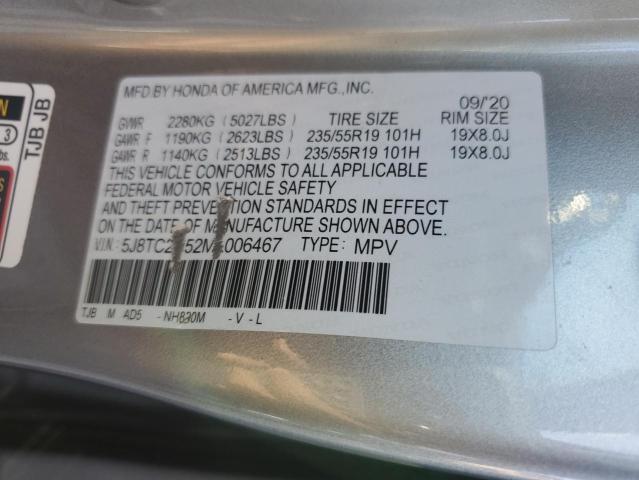 MFD.BY HONDA OF AMERICA MFG.,INC.
09/'20
GVWR 2280KG (5027LBS) TIRE SIZE RIM SIZE
GAWR F 1190KG (2623LBS) 235/55R19 101H 19X8.0J
GAWR R 1140KG (2513LBS) 235/55R19 101H 19X8.0J
THIS VEHICLE CONFORMS TO ALL APPLICABLE
FEDERAL MOTOR VEHICLE SAFETY
AND THEFT PREVENTION STANDARDS IN EFFECT
ON THE DATE OF MANUFACTURE SHOWN ABOVE.
V.I.N: TYPE: MPV
TJB M AD5 -NH830M -V-L
TJB JB
3